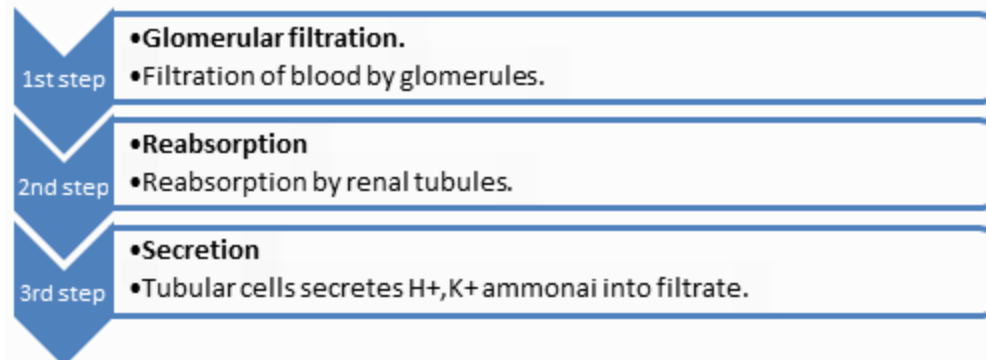 •Glomerular filtration.
1st step
•Filtration of blood by glomerules.
•Reabsorption
2nd step
•Reabsorption by renal tubules.
•Secretion
3rd step
•Tubular cells secretes H+,K+ ammonai into filtrate.